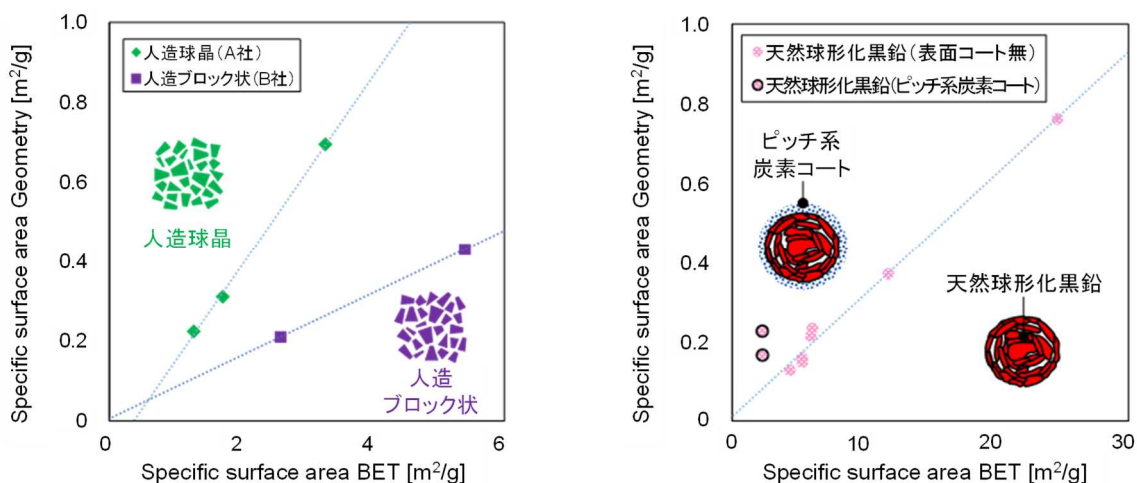 Specific surface area Geometry [m²/g]
1.0
0.8
0.6
0.4
0.2
0
人造球晶(A社)
人造ブロック状(B社)
人造球晶
人造
ブロック状
0
2
4
6
Specific surface area BET [m²/g]
Specific surface area Geometry [m²/g]
1.0
0.8
0.6
0.4
0.2
0
天然球形化黒鉛(表面コート無)
天然球形化黒鉛(ピッチ系炭素コート)
ピッチ系
炭素コート
天然球形化黒鉛
0
10
20
30
Specific surface area BET [m²/g]